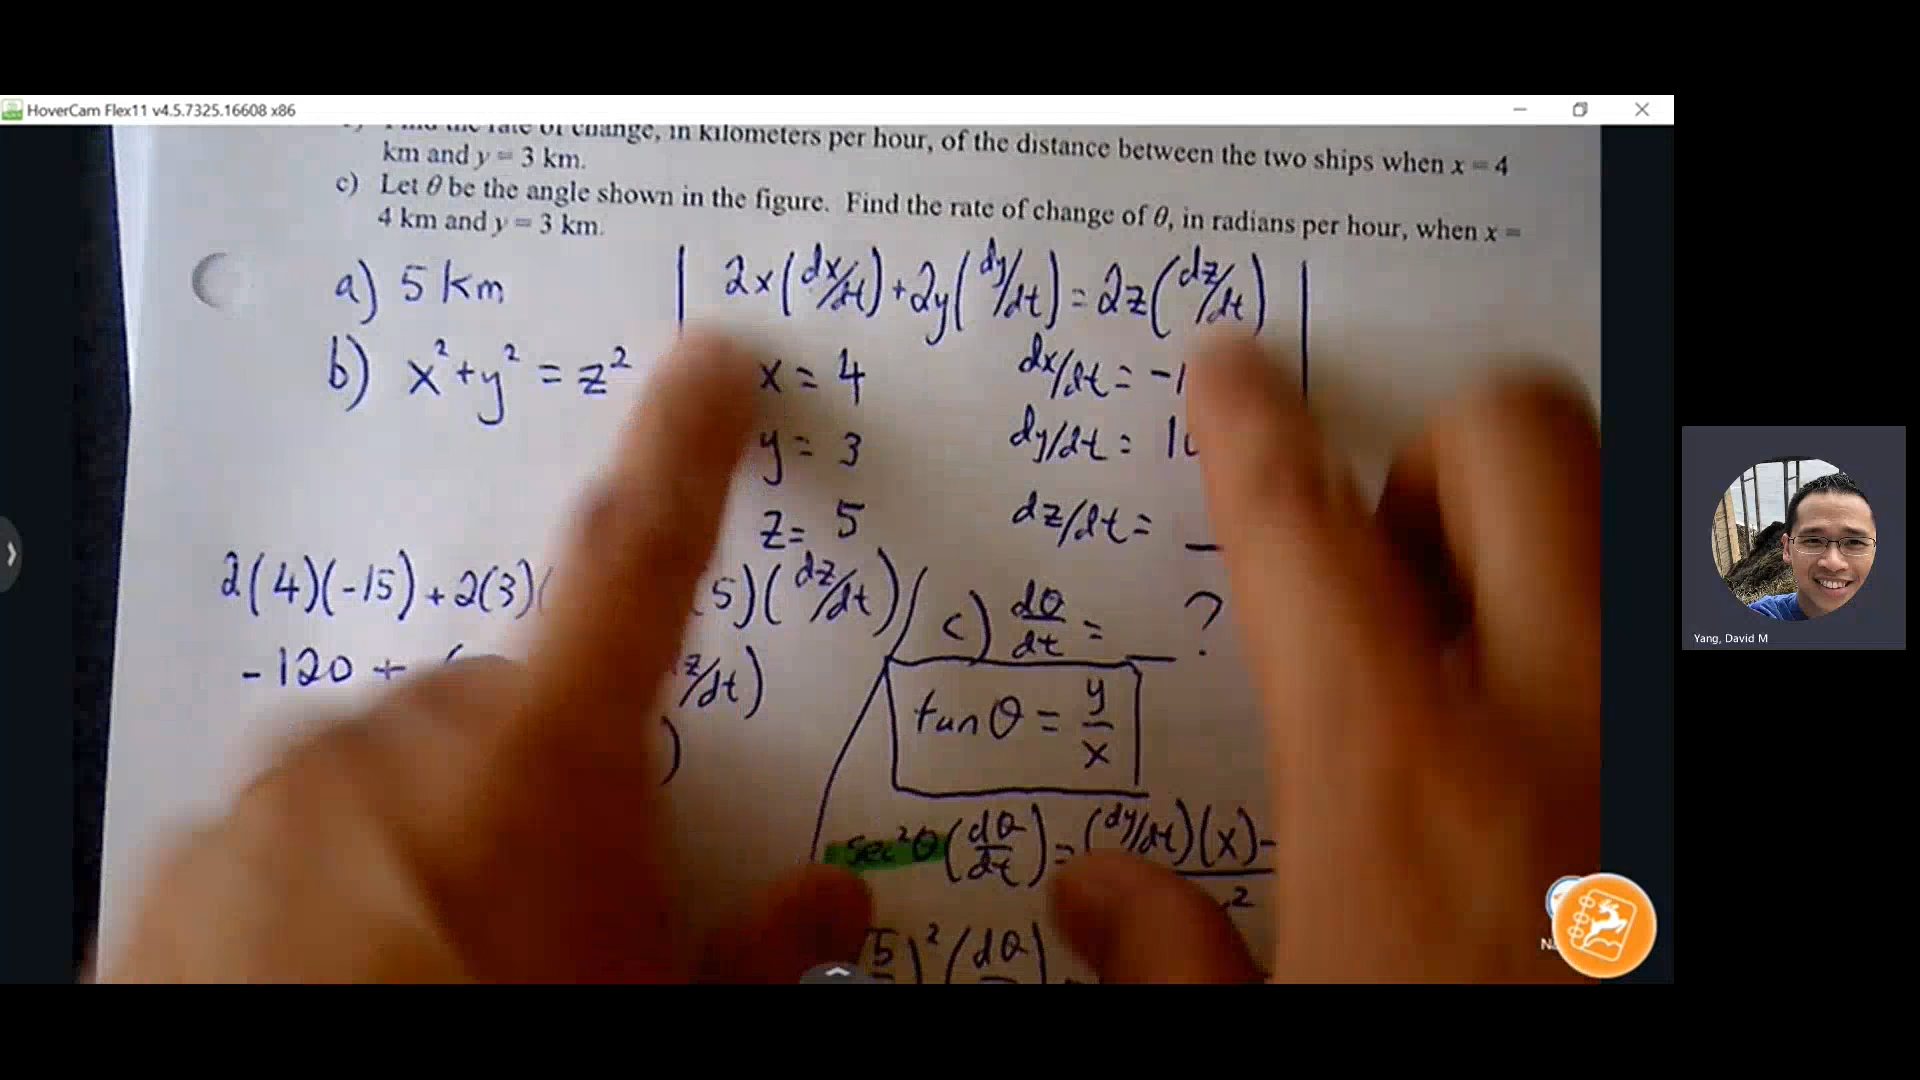 HoverCam Flex11 v4.5.7325.16608 x86
rate of change, in kilometers per hour, of the distance between the two ships when x = 4
km and y = 3 km.
c) Let θ be the angle shown in the figure. Find the rate of change of θ, in radians per hour, when x =
4 km and y = 3 km.
a) 5 km
2x(dx/dt) + 2y(dy/dt) = 2z(dz/dt)
b) x² + y² = z²
x = 4
dx/dt = -1
y = 3
dy/dt = 1
z = 5
dz/dt = _
2(4)(-15) + 2(3)(
5)(dz/dt)
c) dθ/dt = _ ?
-120 +
z/dt)
)
tan θ = y/x
sec²θ (dθ/dt) = (dy/dt)(x) -
2
5)² (dθ
Yang, David M